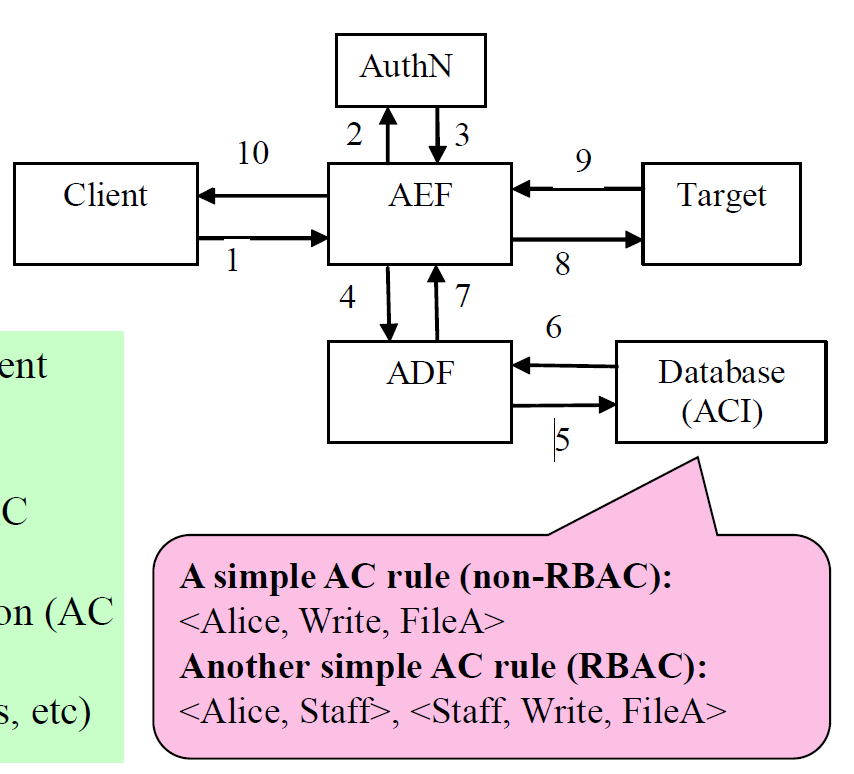 AuthN
2
3
10
9
Client
AEF
Target
1
8
4
7
6
ADF
Database
(ACI)
5
ent
C
on (AC
s, etc)
A simple AC rule (non-RBAC):
<Alice, Write, FileA>
Another simple AC rule (RBAC):
<Alice, Staff>, <Staff, Write, FileA>